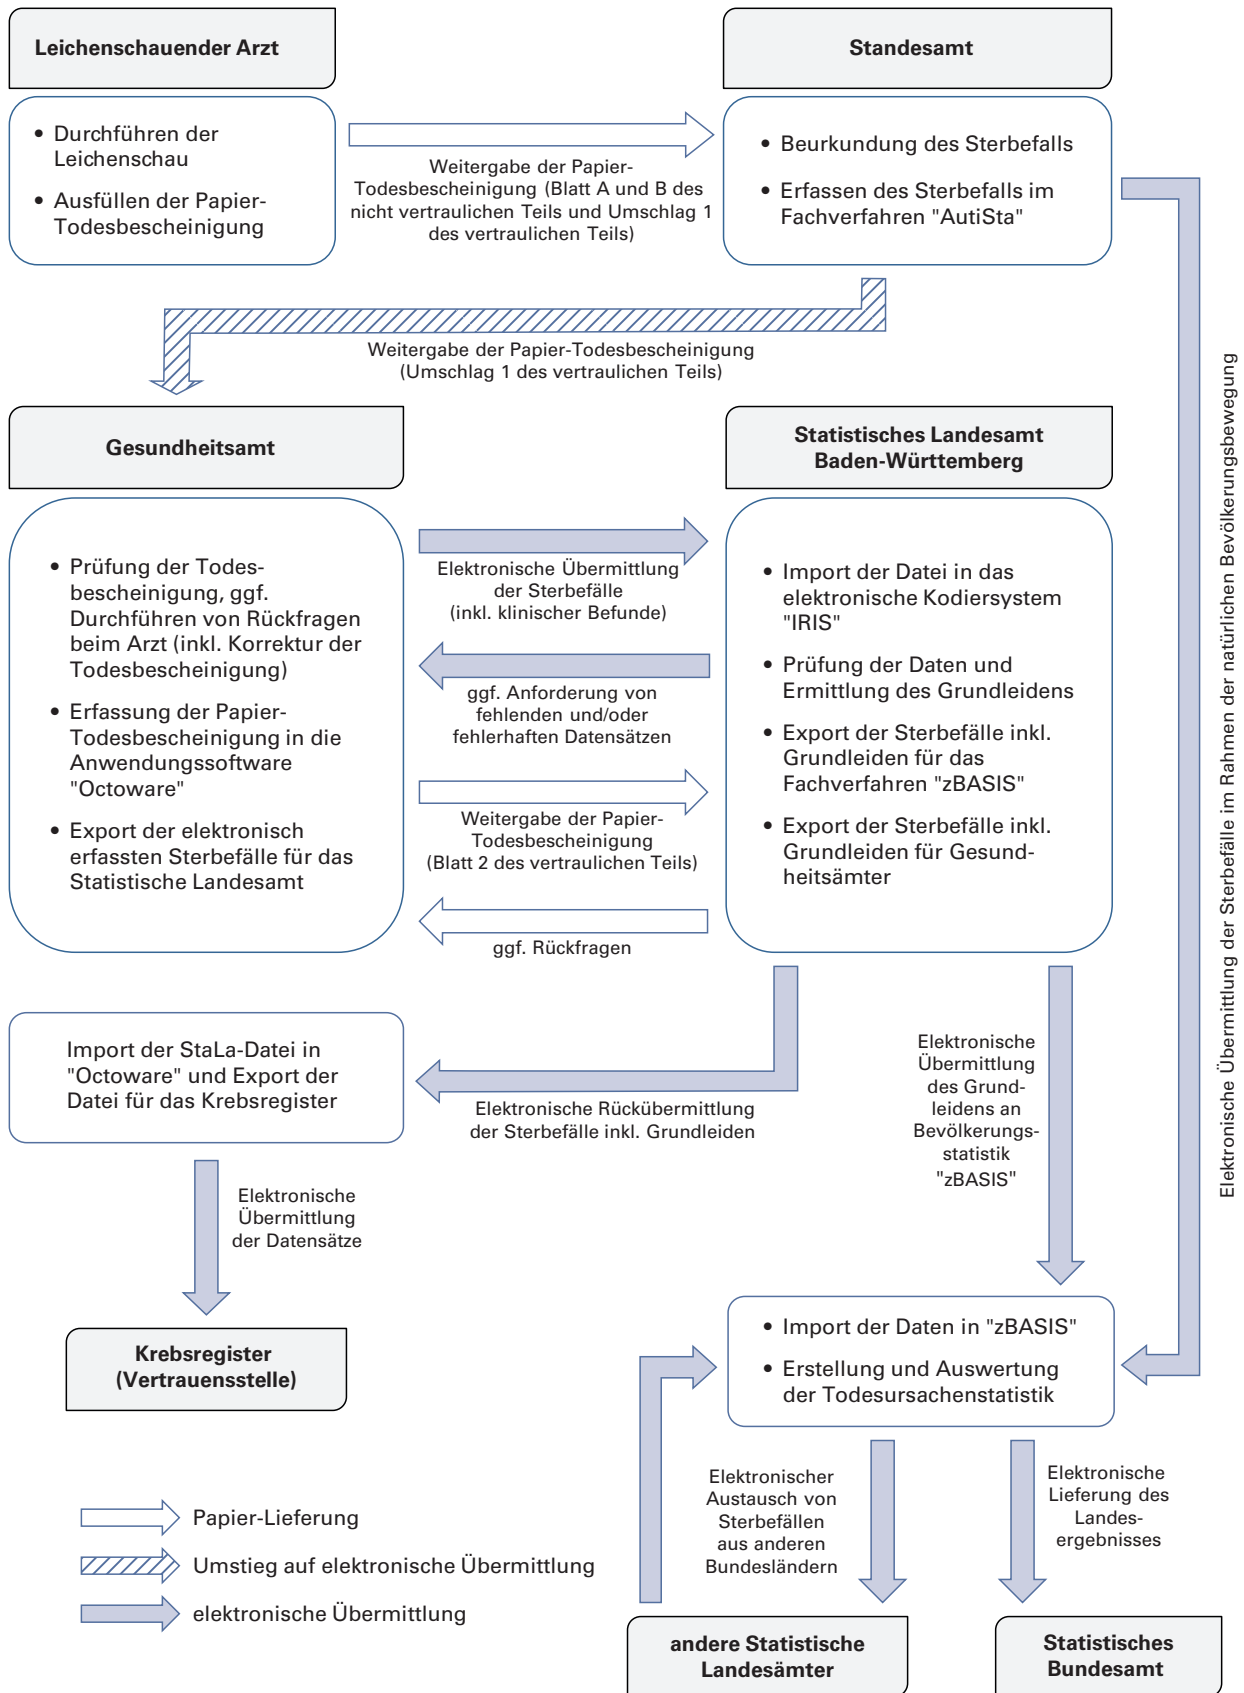 Leichenschauender Arzt
Standesamt
• Durchführen der
Leichenschau
• Ausfüllen der Papier-
Todesbescheinigung
Weitergabe der Papier-
Todesbescheinigung (Blatt A und B des
nicht vertraulichen Teils und Umschlag 1
des vertraulichen Teils)
• Beurkundung des Sterbefalls
• Erfassen des Sterbefalls im
Fachverfahren "AutiSta"
Weitergabe der Papier-Todesbescheinigung
(Umschlag 1 des vertraulichen Teils)
Elektronische Übermittlung der Sterbefälle im Rahmen der natürlichen Bevölkerungsbewegung
Gesundheitsamt
Statistisches Landesamt
Baden-Württemberg
• Prüfung der Todes-
bescheinigung, ggf.
Durchführen von Rückfragen
beim Arzt (inkl. Korrektur der
Todesbescheinigung)
• Erfassung der Papier-
Todesbescheinigung in die
Anwendungssoftware
"Octoware"
• Export der elektronisch
erfassten Sterbefälle für das
Statistische Landesamt
Elektronische Übermittlung
der Sterbefälle
(inkl. klinischer Befunde)
ggf. Anforderung von
fehlenden und/oder
fehlerhaften Datensätzen
Weitergabe der Papier-
Todesbescheinigung
(Blatt 2 des vertraulichen Teils)
ggf. Rückfragen
• Import der Datei in das
elektronische Kodiersystem
"IRIS"
• Prüfung der Daten und
Ermittlung des Grundleidens
• Export der Sterbefälle inkl.
Grundleiden für das
Fachverfahren "zBASIS"
• Export der Sterbefälle inkl.
Grundleiden für Gesund-
heitsämter
Import der StaLa-Datei in
"Octoware" und Export der
Datei für das Krebsregister
Elektronische Rückübermittlung
der Sterbefälle inkl. Grundleiden
Elektronische
Übermittlung
des Grund-
leidens an
Bevölkerungs-
statistik
"zBASIS"
Elektronische
Übermittlung
der Datensätze
Krebsregister
(Vertrauensstelle)
• Import der Daten in "zBASIS"
• Erstellung und Auswertung
der Todesursachenstatistik
Elektronischer
Austausch von
Sterbefällen
aus anderen
Bundesländern
Elektronische
Lieferung des
Landes-
ergebnisses
Papier-Lieferung
Umstieg auf elektronische Übermittlung
elektronische Übermittlung
andere Statistische
Landesämter
Statistisches
Bundesamt